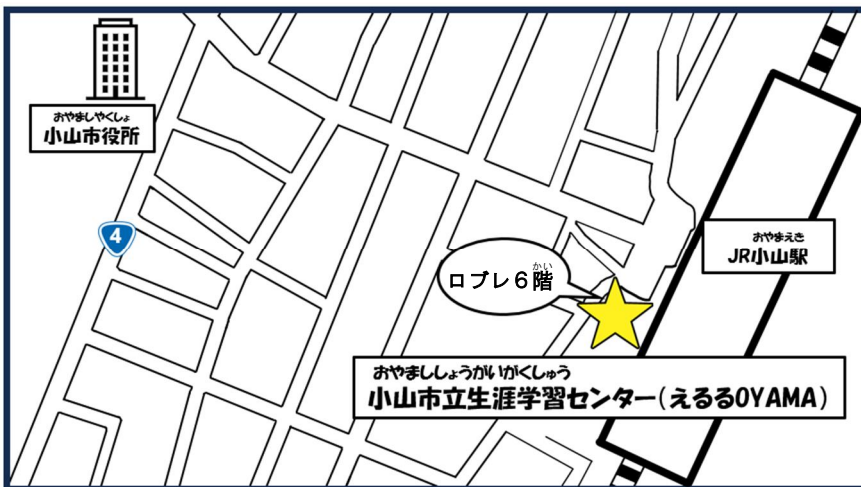 おやましやくしょ
小山市役所
4
おやまえき
JR小山駅
かい
ロブレ6階
おやまししょうがいがくしゅう
小山市立生涯学習センター(えるるOYAMA)